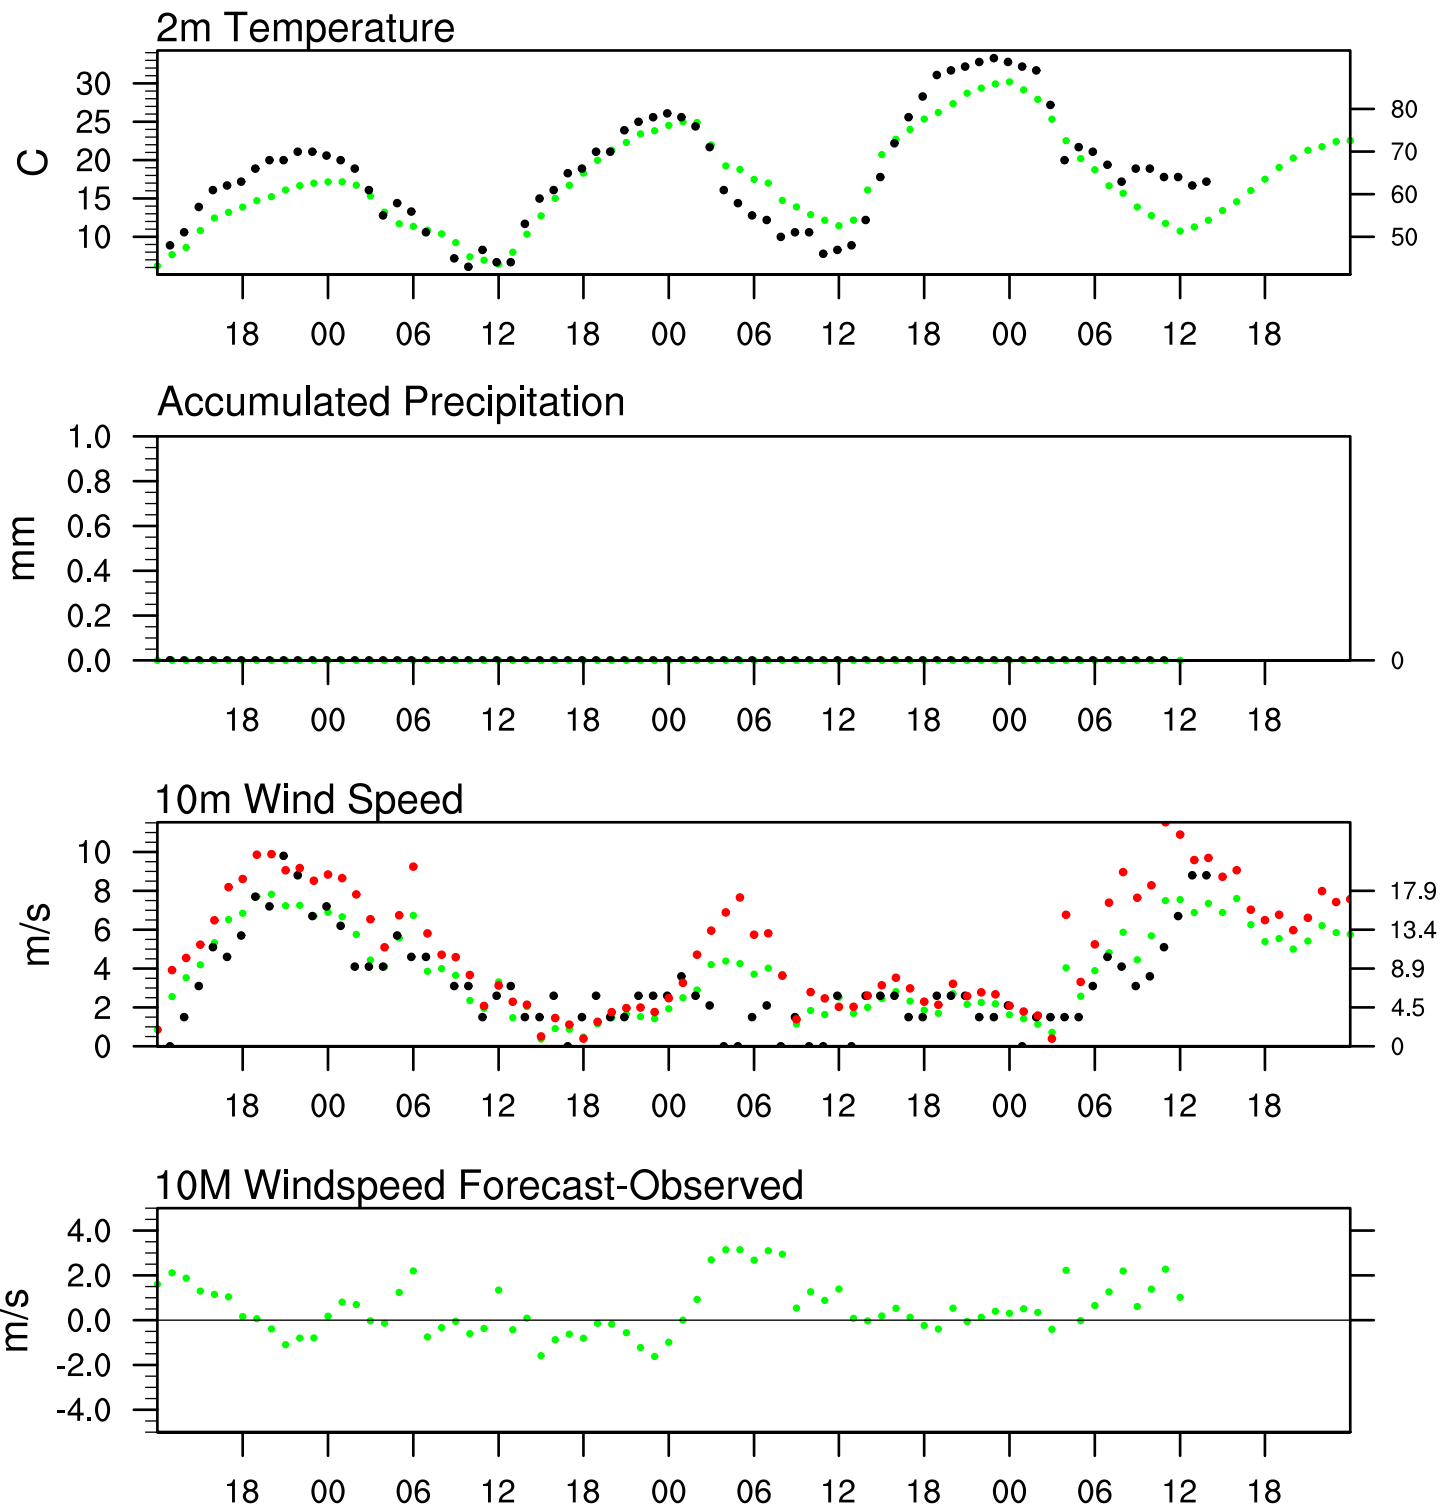 2m Temperature
C
30
25
20
15
10
80
70
60
50
18 00 06 12 18 00 06 12 18 00 06 12 18
Accumulated Precipitation
mm
1.0
0.8
0.6
0.4
0.2
0.0
0
18 00 06 12 18 00 06 12 18 00 06 12 18
10m Wind Speed
m/s
10
8
6
4
2
0
17.9
13.4
8.9
4.5
0
18 00 06 12 18 00 06 12 18 00 06 12 18
10M Windspeed Forecast-Observed
m/s
4.0
2.0
0.0
-2.0
-4.0
18 00 06 12 18 00 06 12 18 00 06 12 18